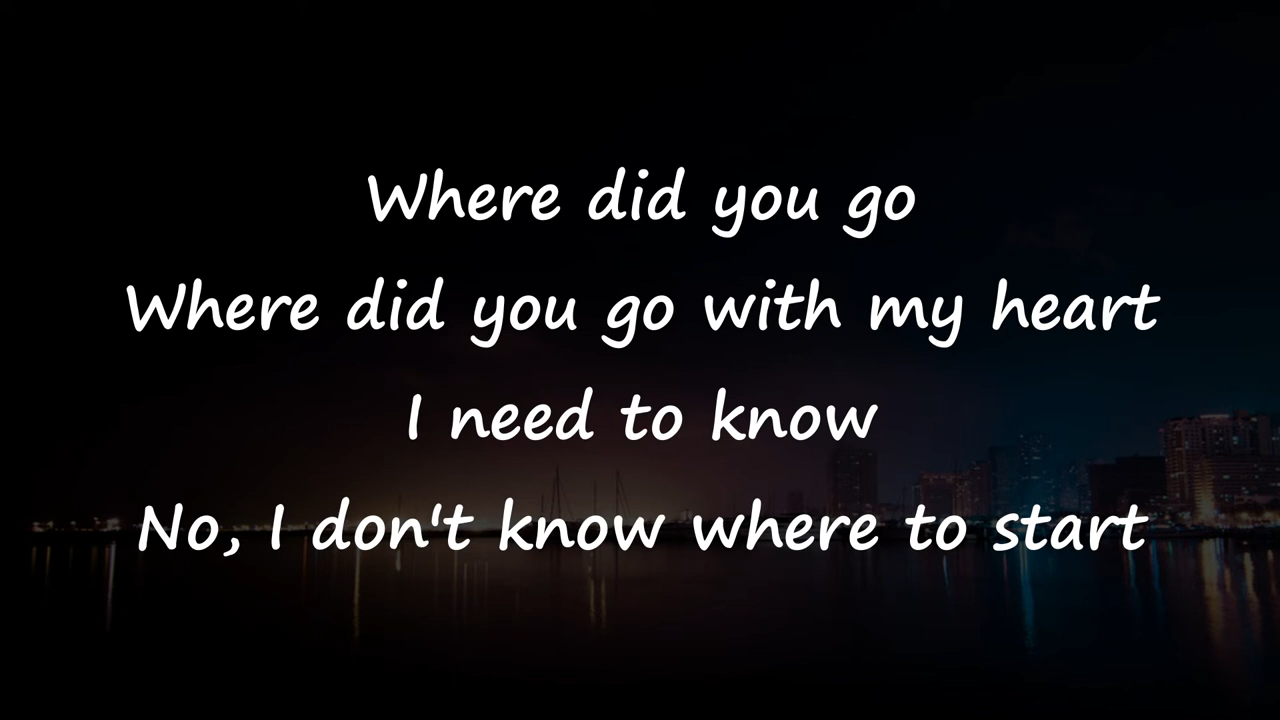 Where did you go
Where did you go with my heart
I need to know
No, I don't know where to start